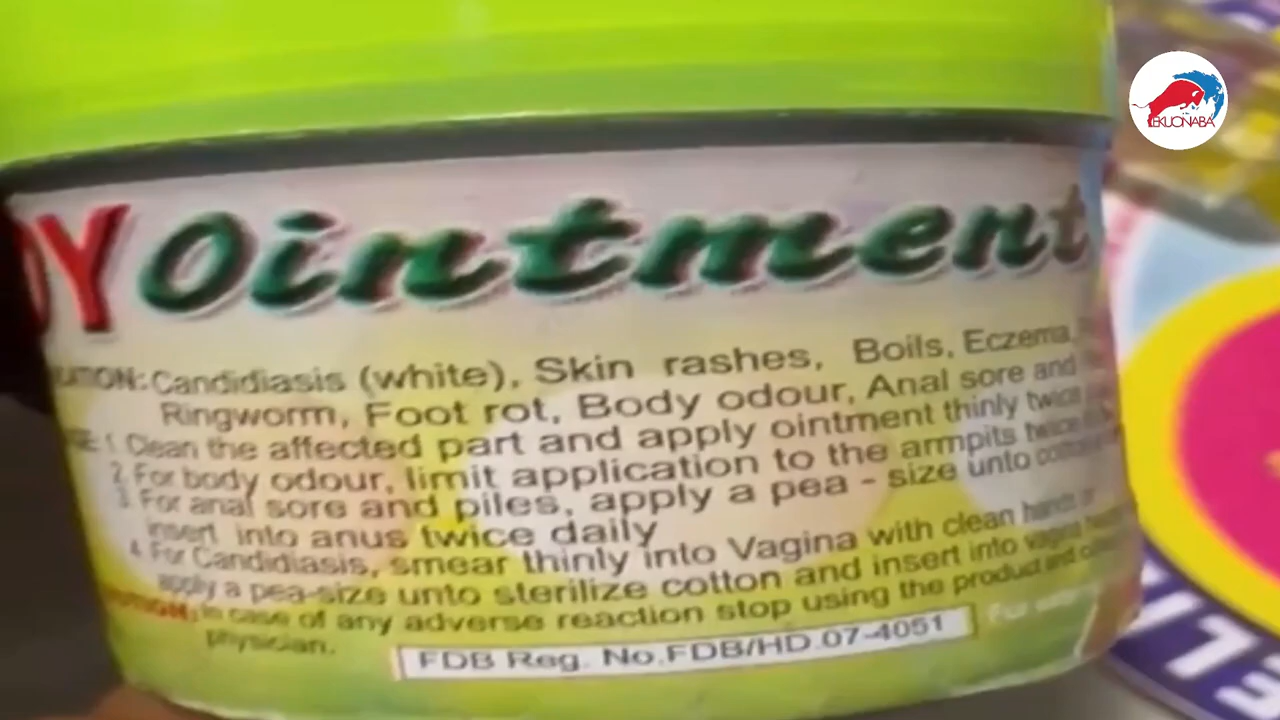 EKUONABA
DY Ointment
Candidiasis (white), Skin rashes, Boils, Eczema,
Ringworm, Foot rot, Body odour, Anal sore and
1. Clean the affected part and apply ointment thinly twice
2. For body odour, limit application to the armpits twice
3. For anal sore and piles, apply a pea - size unto cotton
insert into anus twice daily
4. For Candidiasis, smear thinly into Vagina with clean hands or
apply a pea-size unto sterilize cotton and insert into vagina
In case of any adverse reaction stop using the product and
physician.
FDB Reg. No.FDB/HD.07-4051